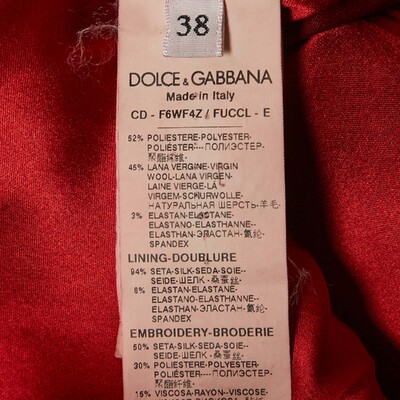 38
DOLCE & GABBANA
Made in Italy
CD - F6WF4Z / FUCCL - E
52% POLIESTERE-POLYESTER-
POLIÉSTER---ПОЛИЭСТЕР-
聚酯纤维-
45% LANA VERGINE-VIRGIN
WOOL-LANA VIRGEN-
LAINE VIERGE-LÃ
VIRGEM-SCHURWOLLE-
НАТУРАЛЬНАЯ ШЕРСТЬ-羊毛
3% ELASTAN-ELASTANE-
ELASTANO-ELASTHANNE-
ELASTHAN-ЭЛАСТАН-氨纶-
SPANDEX
LINING-DOUBLURE
94% SETA-SILK-SEDA-SOIE--
SEIDE-ШЕЛК -桑蚕丝-
6% ELASTAN-ELASTANE-
ELASTANO-ELASTHANNE-
ELASTHAN-ЭЛАСТАН-氨纶-
SPANDEX
EMBROIDERY-BRODERIE
50% SETA-SILK-SEDA-SOIE--
SEIDE-ШЕЛК -桑蚕丝-
30% POLIESTERE-POLYESTER-
POLIÉSTER----ПОЛИЭСТЕР-
聚酯纤维-
15% VISCOSA-RAYON--VISCOSE-